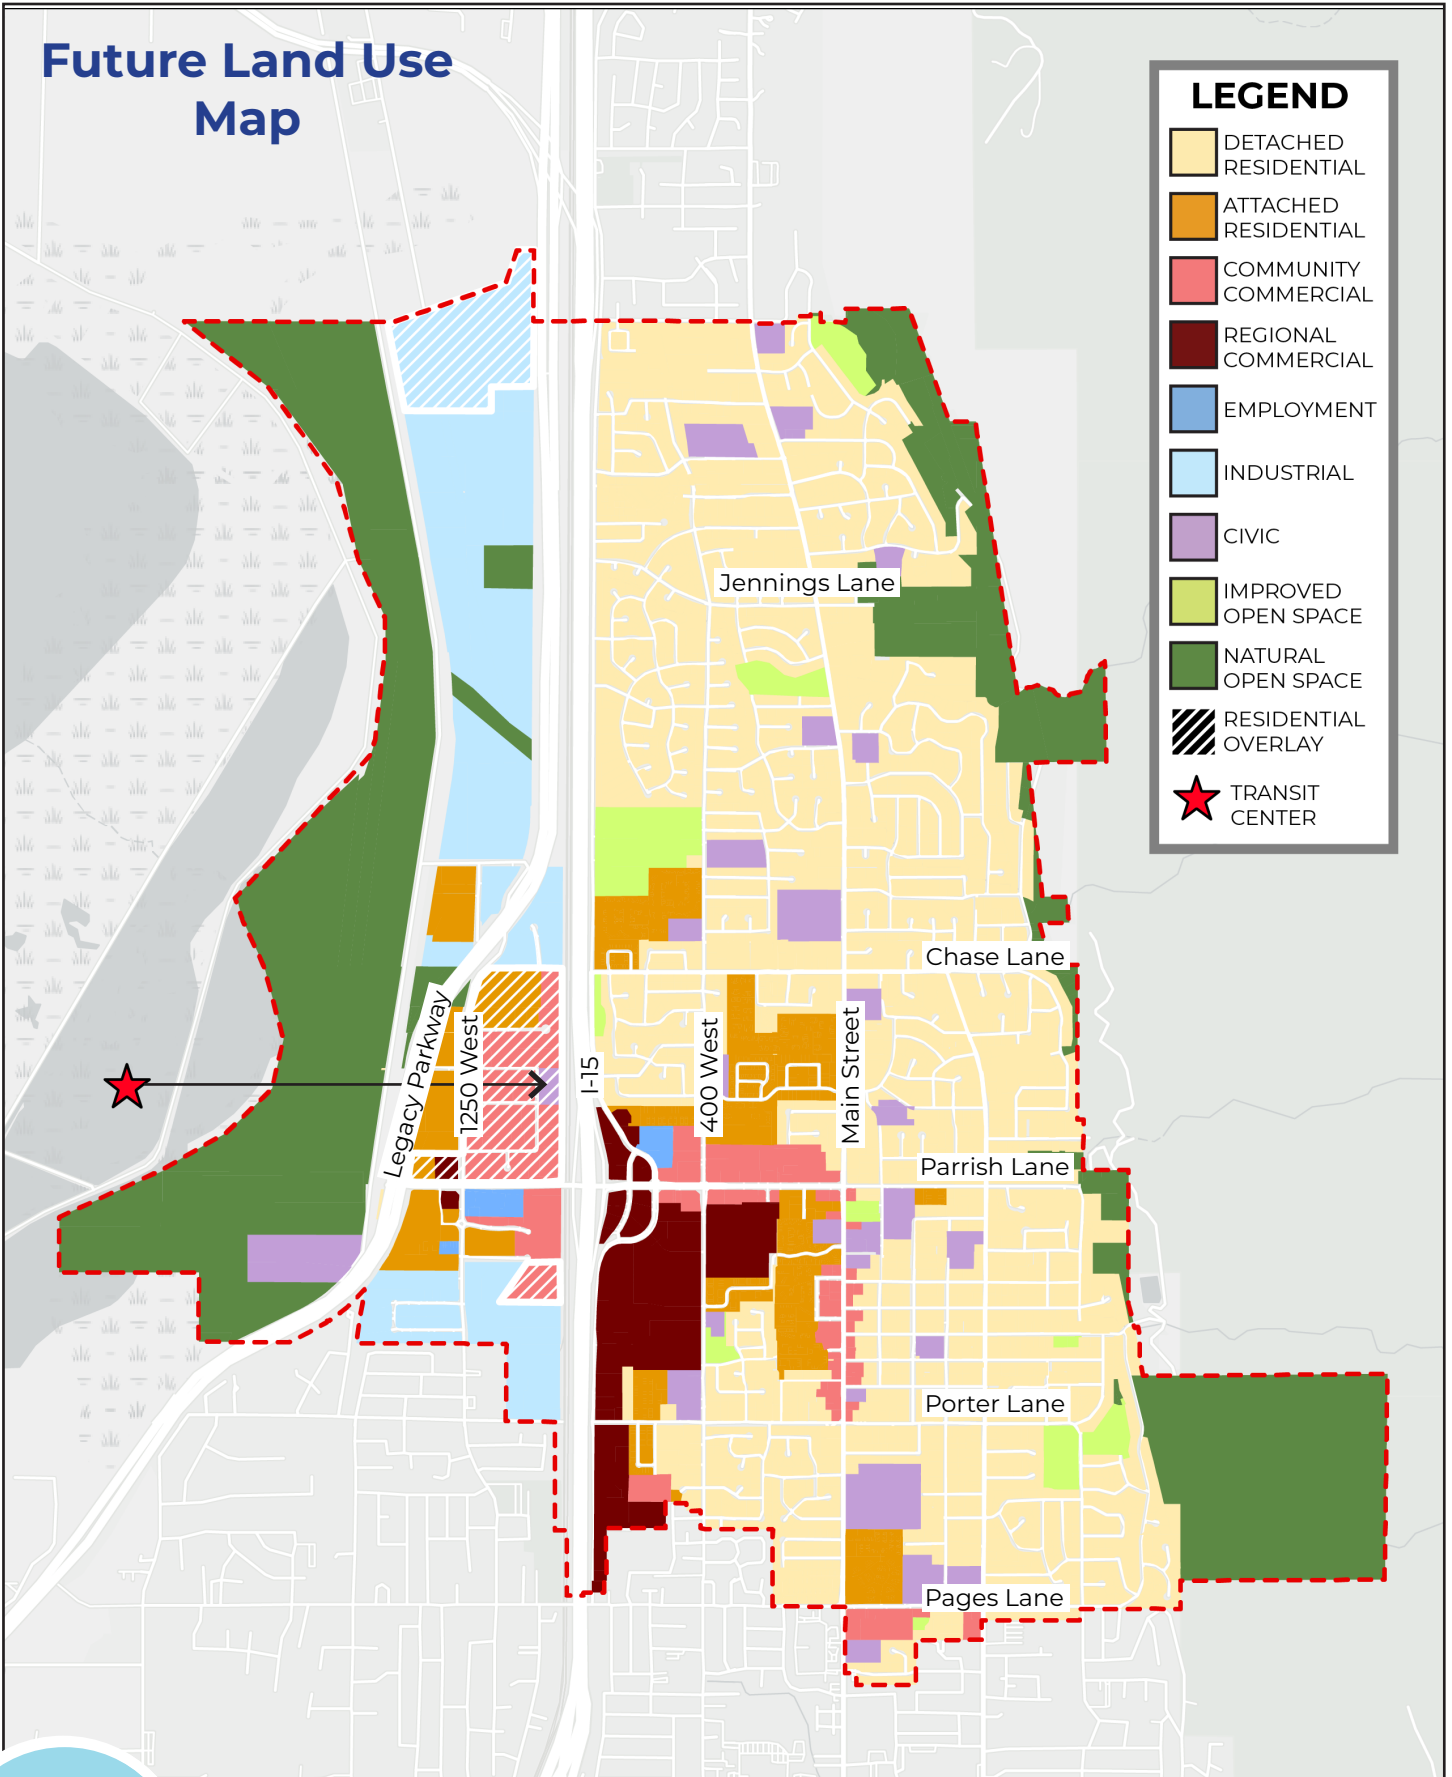 Future Land Use
Map
LEGEND
DETACHED
RESIDENTIAL
ATTACHED
RESIDENTIAL
COMMUNITY
COMMERCIAL
REGIONAL
COMMERCIAL
EMPLOYMENT
INDUSTRIAL
CIVIC
IMPROVED
OPEN SPACE
NATURAL
OPEN SPACE
RESIDENTIAL
OVERLAY
TRANSIT
CENTER
Jennings Lane
Chase Lane
Legacy Parkway
1250 West
I-15
400 West
Main Street
Parrish Lane
Porter Lane
Pages Lane